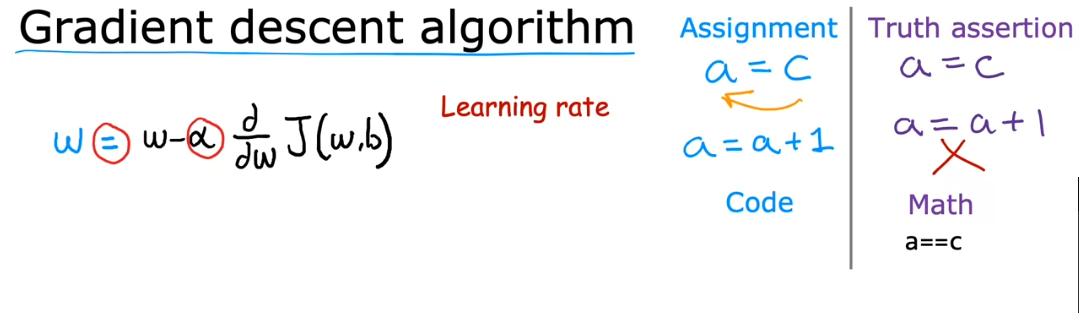 Gradient descent algorithm
w = w-α d/dw J(w,b)
Learning rate
Assignment
a = c
a = a+1
Code
Truth assertion
a = c
a = a+1
Math
a==c